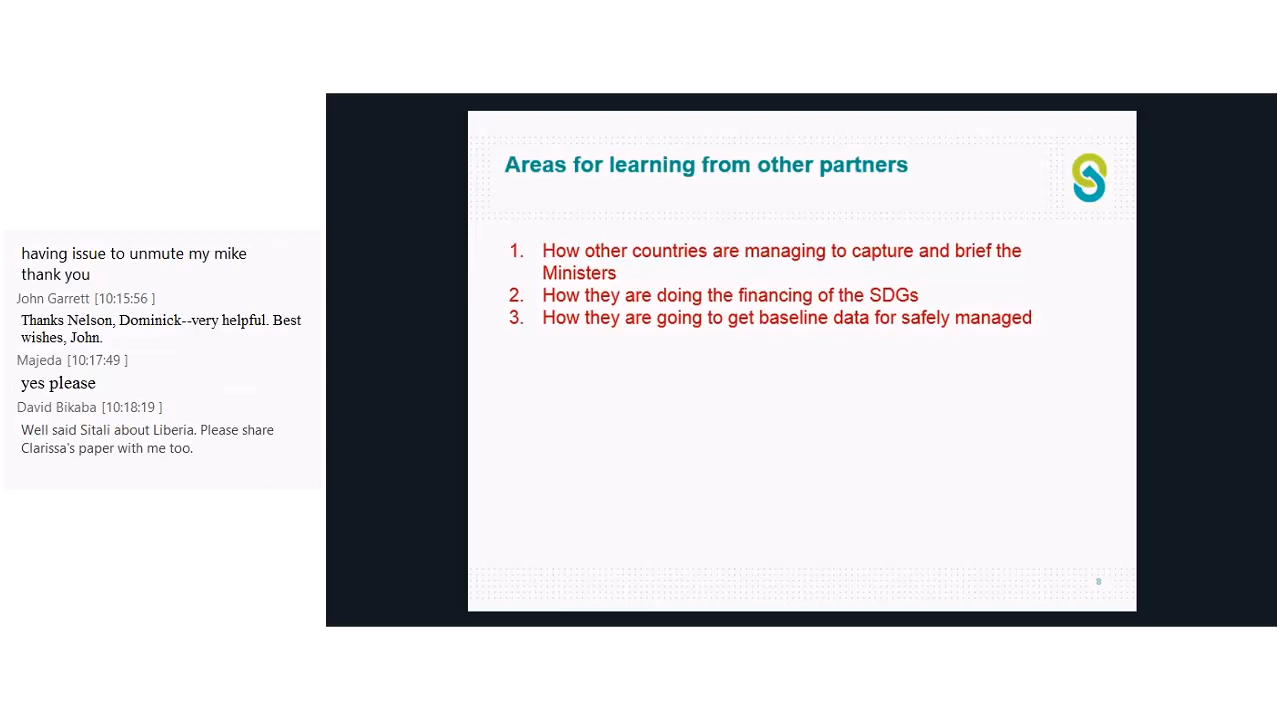 having issue to unmute my mike
thank you
John Garrett [10:15:56 ]
Thanks Nelson, Dominick--very helpful. Best
wishes, John.
Majeda [10:17:49 ]
yes please
David Bikaba [10:18:19 ]
Well said Sitali about Liberia. Please share
Clarissa's paper with me too.
Areas for learning from other partners
1. How other countries are managing to capture and brief the
Ministers
2. How they are doing the financing of the SDGs
3. How they are going to get baseline data for safely managed
8